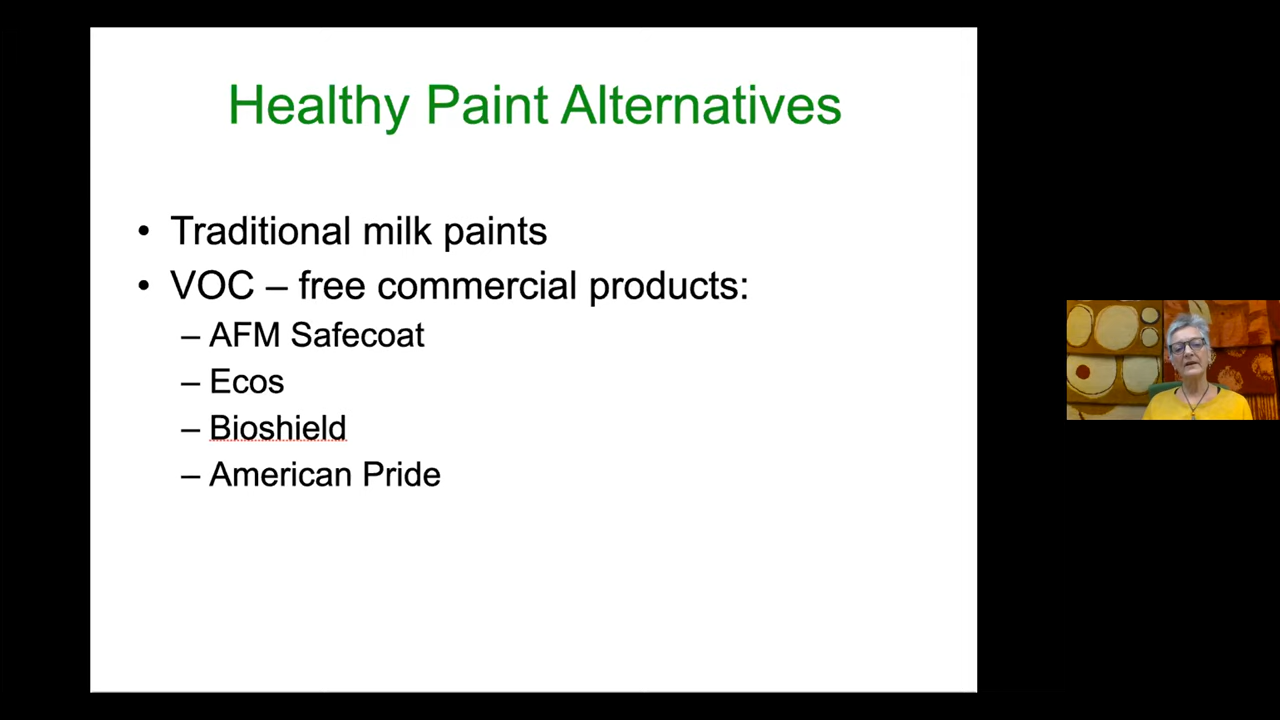 Healthy Paint Alternatives
• Traditional milk paints
• VOC – free commercial products:
– AFM Safecoat
– Ecos
– Bioshield
– American Pride